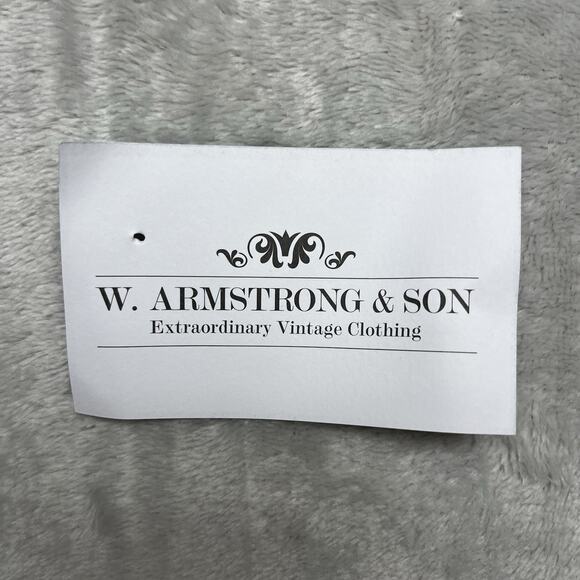 W. ARMSTRONG & SON
Extraordinary Vintage Clothing